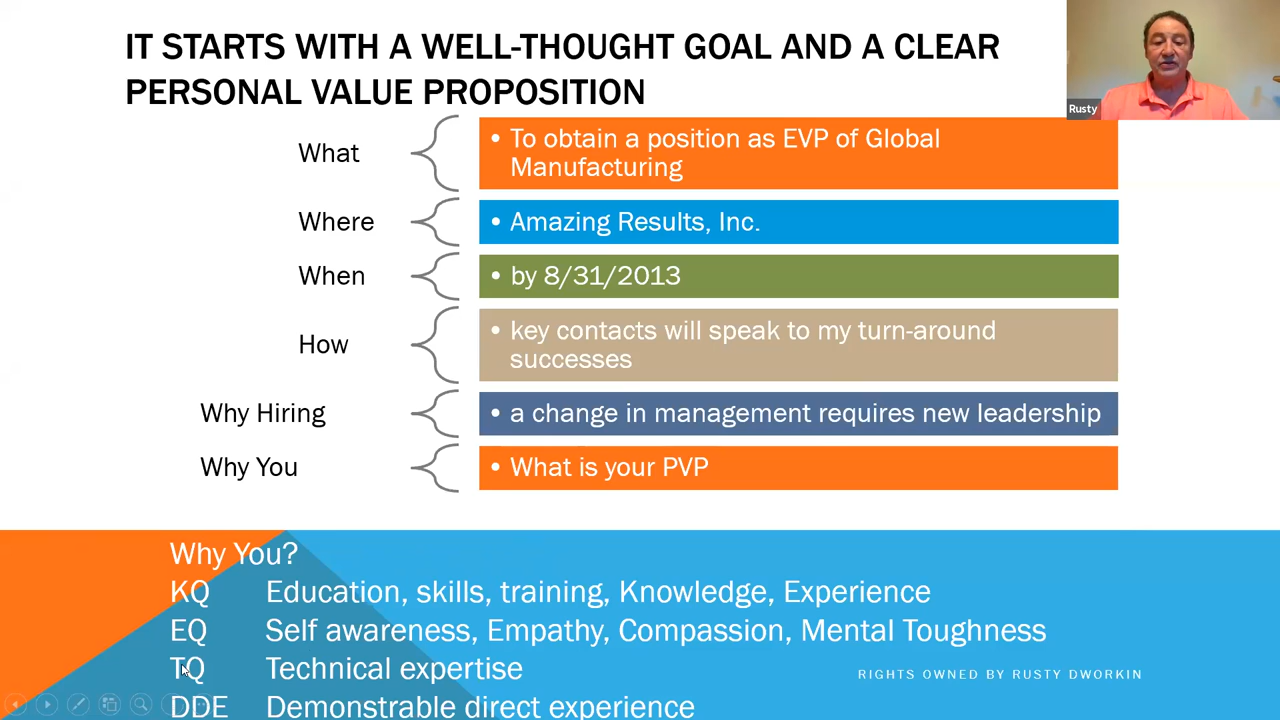 IT STARTS WITH A WELL-THOUGHT GOAL AND A CLEAR
PERSONAL VALUE PROPOSITION
Rusty
What
• To obtain a position as EVP of Global
Manufacturing
Where
• Amazing Results, Inc.
When
• by 8/31/2013
How
• key contacts will speak to my turn-around
successes
Why Hiring
• a change in management requires new leadership
Why You
• What is your PVP
Why You?
KQ Education, skills, training, Knowledge, Experience
EQ Self awareness, Empathy, Compassion, Mental Toughness
TQ Technical expertise
RIGHTS OWNED BY RUSTY DWORKIN
DDE Demonstrable direct experience